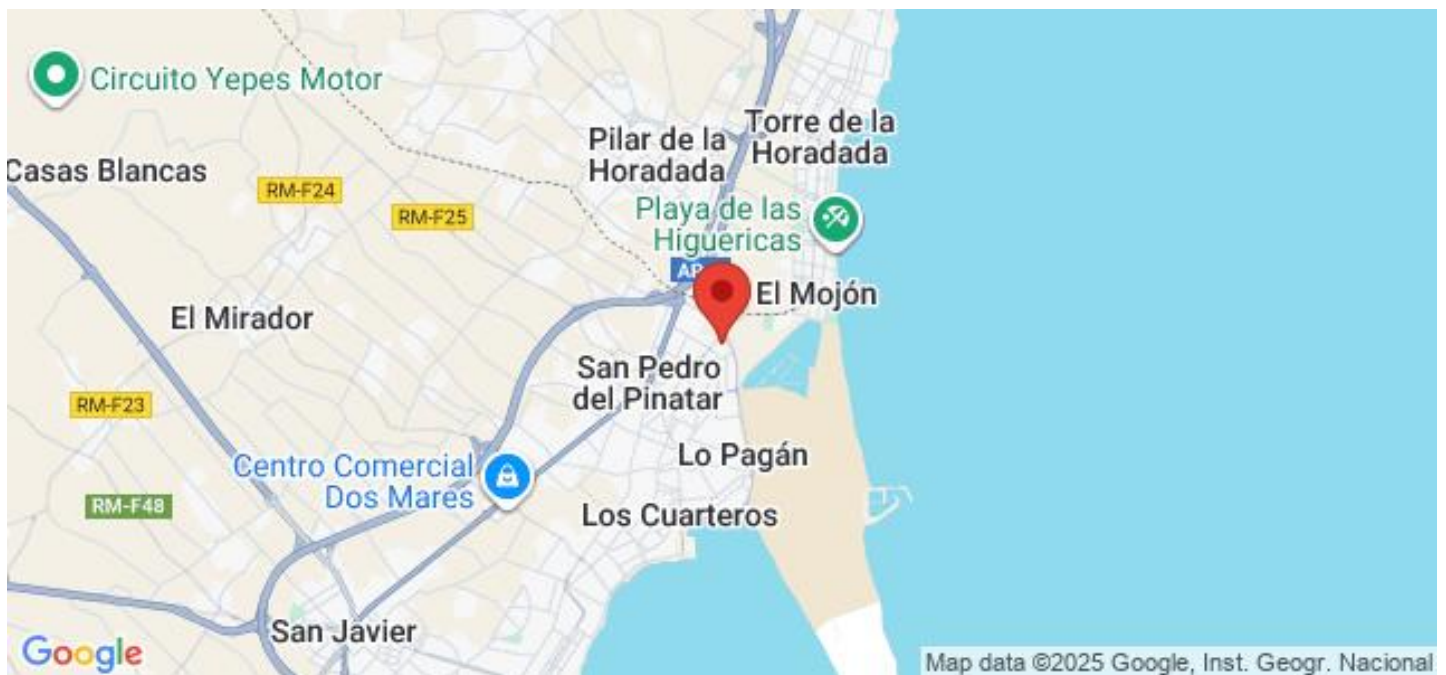 Circuito Yepes Motor
Torre de la
Horadada
Pilar de la
Horadada
Casas Blancas
RM-F24
RM-F25
Playa de las
Higuericas
AP
El Mojón
El Mirador
San Pedro
del Pinatar
RM-F23
Lo Pagán
Centro Comercial
Dos Mares
RM-F48
Los Cuarteros
San Javier
Google
Map data ©2025 Google, Inst. Geogr. Nacional